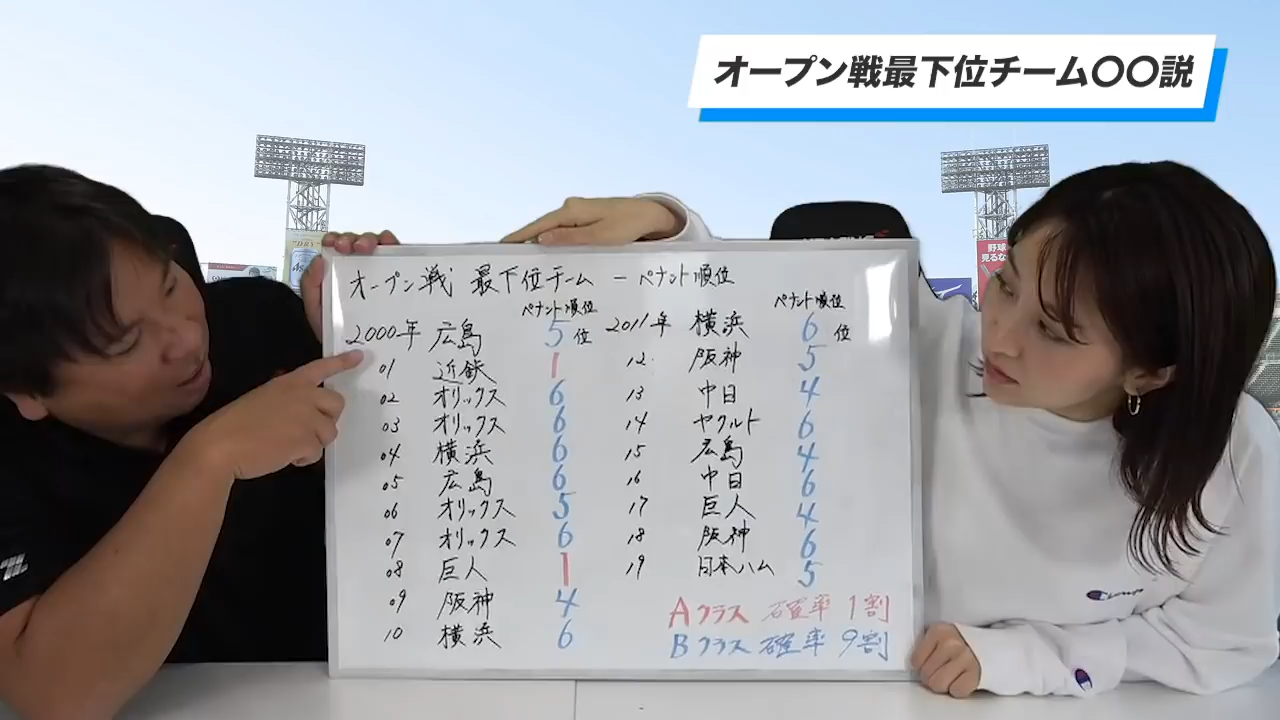 オープン戦最下位チーム〇〇説
オープン戦 最下位チーム ーペナント順位
ペナント順位
2000年 広島 5位
01 近鉄 1
02 オリックス 6
03 オリックス 6
04 横浜 6
05 広島 6
06 オリックス 5
07 オリックス 6
08 巨人 1
09 阪神 4
10 横浜 6
ペナント順位
2011年 横浜 6位
12 阪神 5
13 中日 4
14 ヤクルト 6
15 広島 4
16 中日 6
17 巨人 4
18 阪神 6
19 日本ハム 5
Aクラス 確率 1割
Bクラス 確率 9割
Champion
野球
見るな
"DRY"